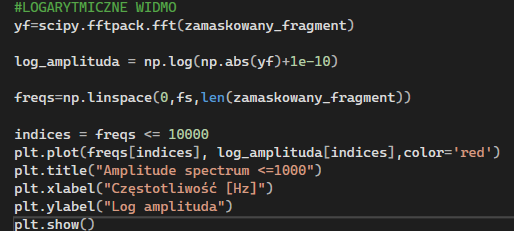 #LOGARYTMICZNE WIDMO
yf=scipy.fftpack.fft(zamaskowany_fragment)
log_amplituda = np.log(np.abs(yf)+1e-10)
freqs=np.linspace(0,fs,len(zamaskowany_fragment))
indices = freqs <= 10000
plt.plot(freqs[indices], log_amplituda[indices],color='red')
plt.title("Amplitude spectrum <=1000")
plt.xlabel("Częstotliwość [Hz]")
plt.ylabel("Log amplituda")
plt.show()